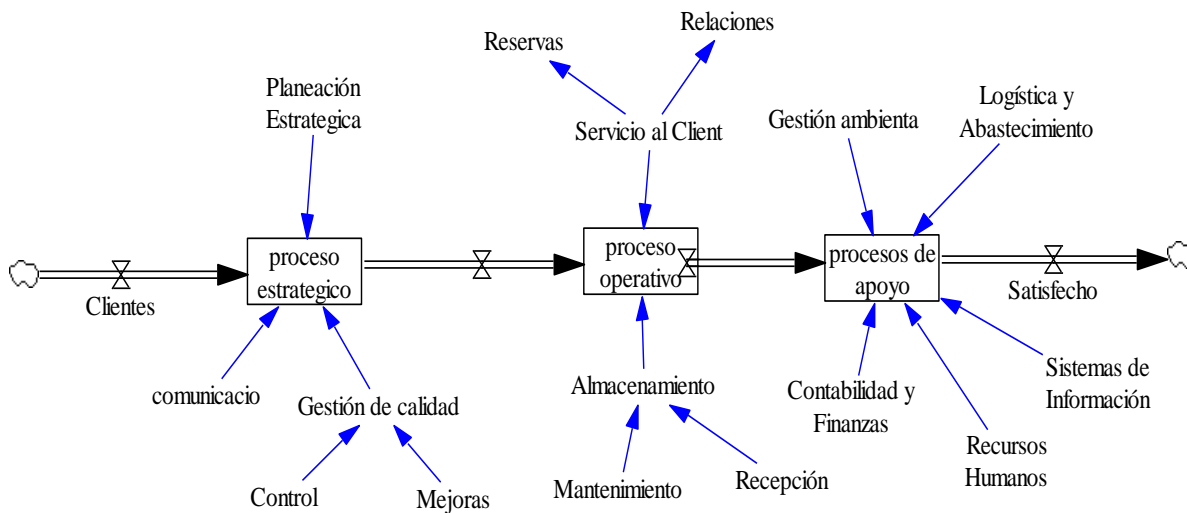 Reservas
Relaciones
Planeación
Estrategica
Servicio al Client
Gestión ambienta
Logística y
Abastecimiento
proceso
estrategico
proceso
operativo
procesos de
apoyo
Clientes
Satisfecho
comunicacio
Gestión de calidad
Control
Mejoras
Almacenamiento
Mantenimiento
Recepción
Contabilidad y
Finanzas
Recursos
Humanos
Sistemas de
Información